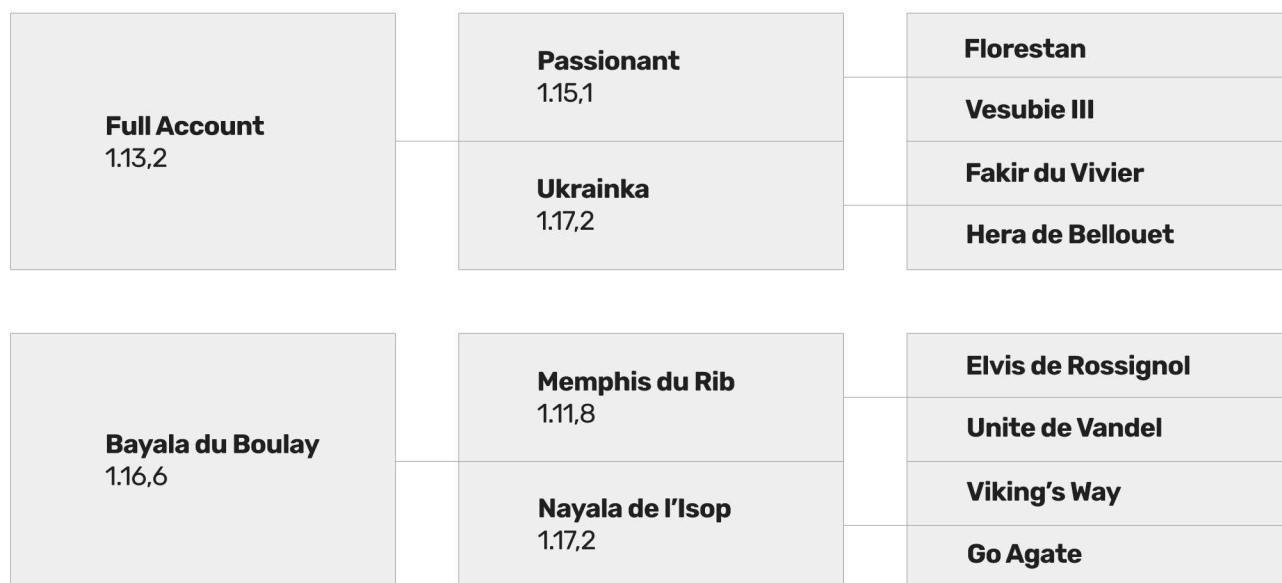 Full Account
1.13,2
Passionant
1.15,1
Ukrainka
1.17,2
Florestan
Vesubie III
Fakir du Vivier
Hera de Bellouet
Bayala du Boulay
1.16,6
Memphis du Rib
1.11,8
Nayala de l’Isop
1.17,2
Elvis de Rossignol
Unite de Vandel
Viking’s Way
Go Agate